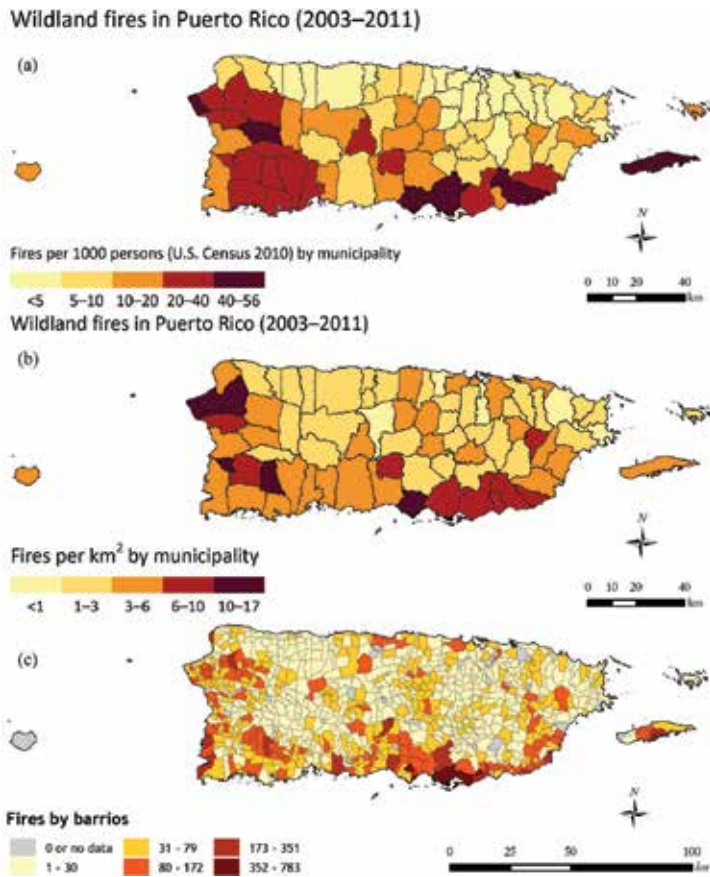 Wildland fires in Puerto Rico (2003–2011)
(a)
N
Fires per 1000 persons (U.S. Census 2010) by municipality
<5 5–10 10–20 20–40 40–56
0 10 20 40
km
Wildland fires in Puerto Rico (2003–2011)
(b)
N
Fires per km² by municipality
<1 1–3 3–6 6–10 10–17
0 10 20 40
km
(c)
N
Fires by barrios
0 or no data 31 - 79 173 - 351
1 - 30 80 - 172 352 - 783
0 50 100
km